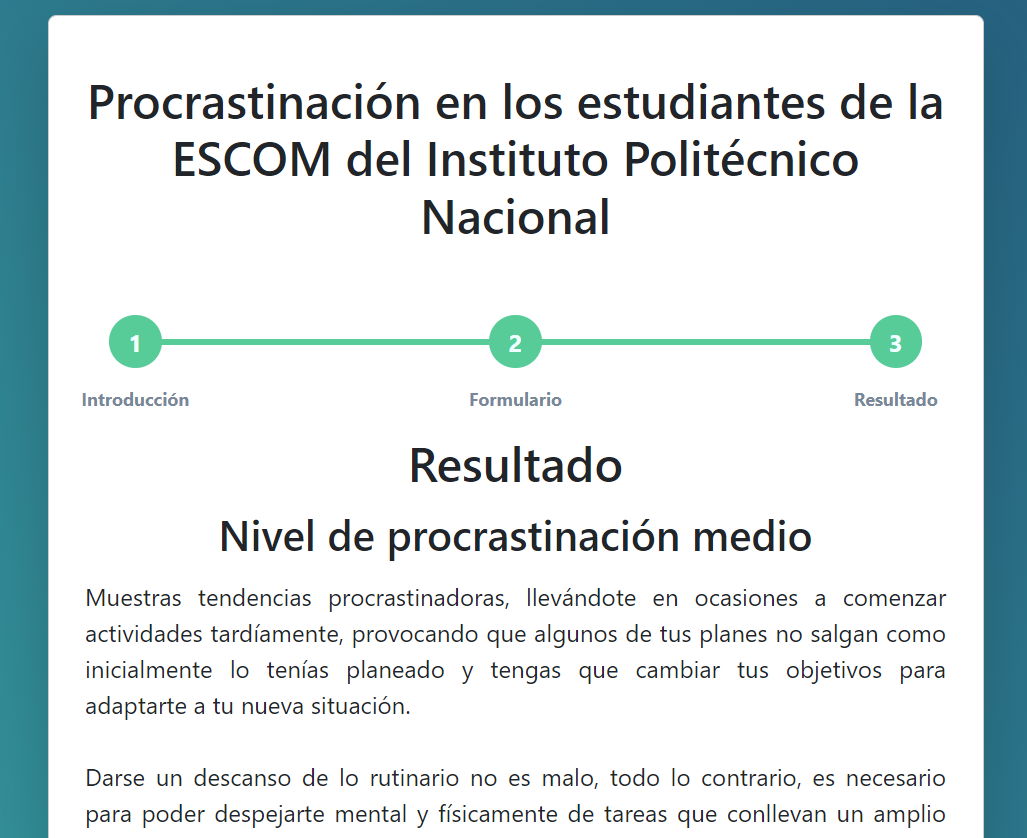 Procrastinación en los estudiantes de la
ESCOM del Instituto Politécnico
Nacional
1
2
3
Introducción
Formulario
Resultado
Resultado
Nivel de procrastinación medio
Muestras tendencias procrastinadoras, llevándote en ocasiones a comenzar
actividades tardíamente, provocando que algunos de tus planes no salgan como
inicialmente lo tenías planeado y tengas que cambiar tus objetivos para
adaptarte a tu nueva situación.
Darse un descanso de lo rutinario no es malo, todo lo contrario, es necesario
para poder despejarte mental y físicamente de tareas que conllevan un amplio